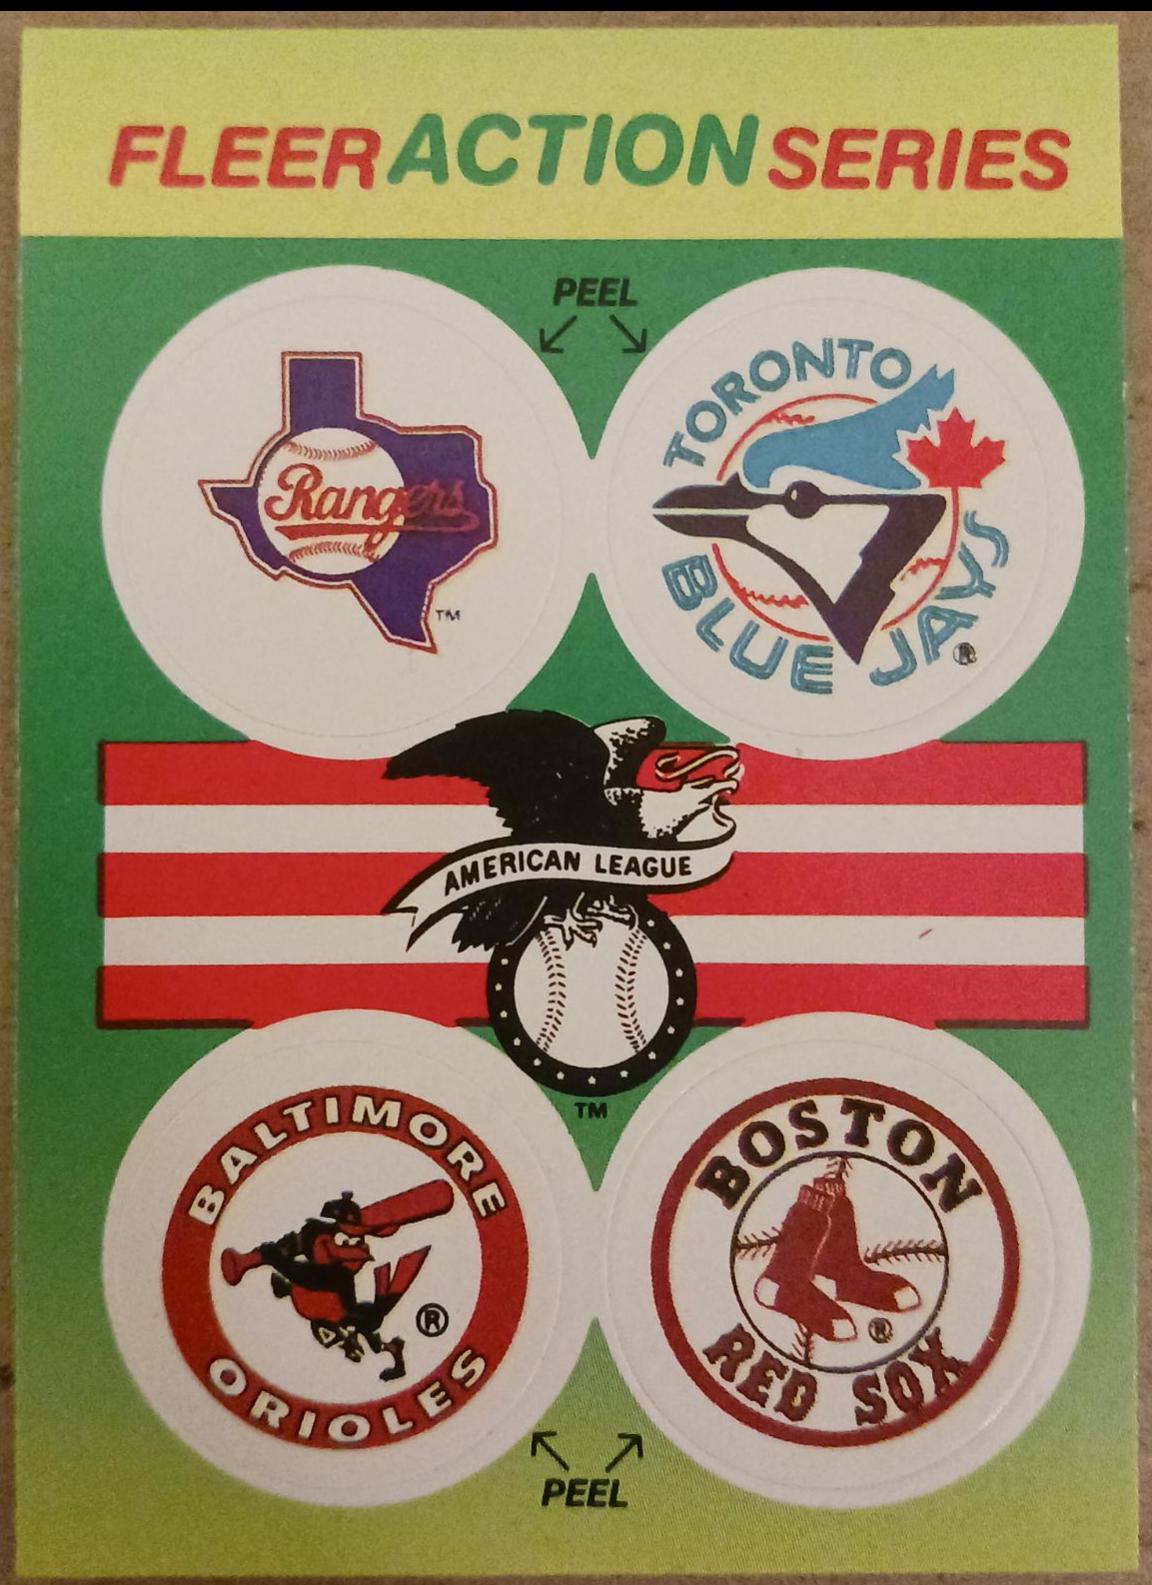 FLEER ACTION SERIES
PEEL
Rangers
TM
TORONTO
BLUE JAYS
®
AMERICAN LEAGUE
TM
BALTIMORE
ORIOLES
®
BOSTON
RED SOX
®
PEEL